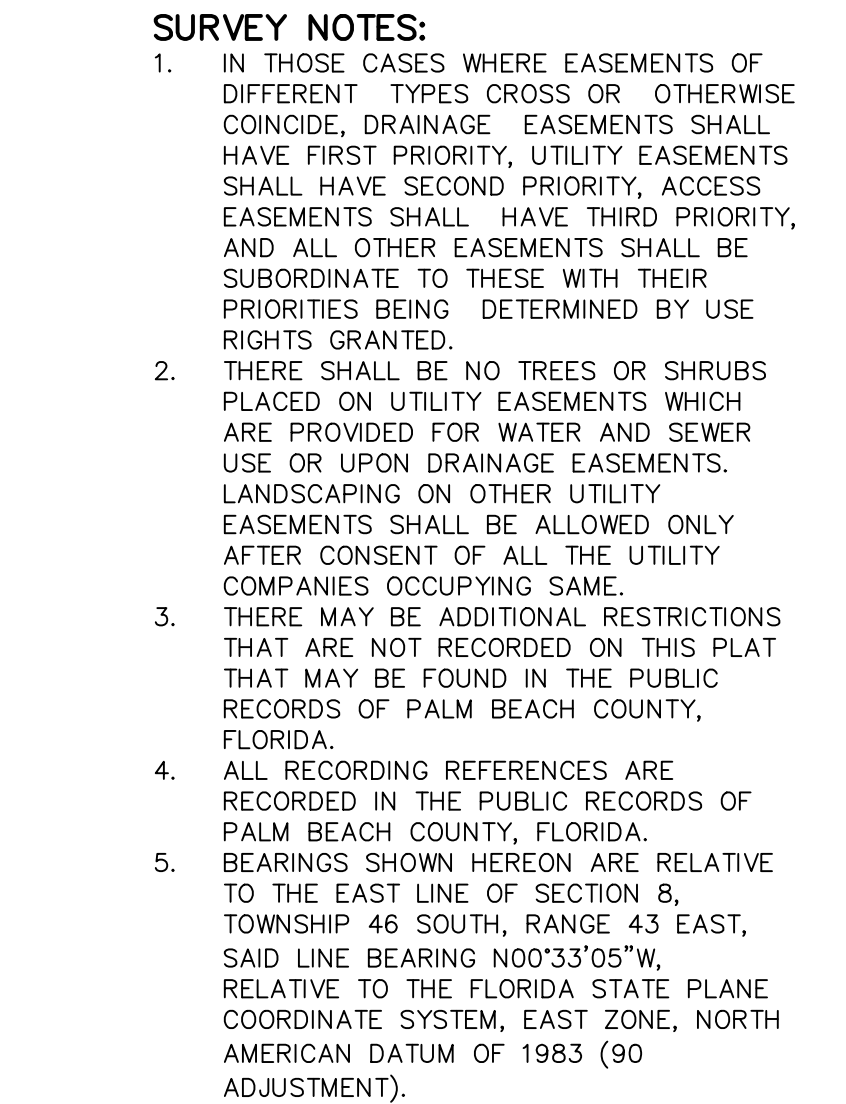 SURVEY NOTES:
1. IN THOSE CASES WHERE EASEMENTS OF
DIFFERENT TYPES CROSS OR OTHERWISE
COINCIDE, DRAINAGE EASEMENTS SHALL
HAVE FIRST PRIORITY, UTILITY EASEMENTS
SHALL HAVE SECOND PRIORITY, ACCESS
EASEMENTS SHALL HAVE THIRD PRIORITY,
AND ALL OTHER EASEMENTS SHALL BE
SUBORDINATE TO THESE WITH THEIR
PRIORITIES BEING DETERMINED BY USE
RIGHTS GRANTED.
2. THERE SHALL BE NO TREES OR SHRUBS
PLACED ON UTILITY EASEMENTS WHICH
ARE PROVIDED FOR WATER AND SEWER
USE OR UPON DRAINAGE EASEMENTS.
LANDSCAPING ON OTHER UTILITY
EASEMENTS SHALL BE ALLOWED ONLY
AFTER CONSENT OF ALL THE UTILITY
COMPANIES OCCUPYING SAME.
3. THERE MAY BE ADDITIONAL RESTRICTIONS
THAT ARE NOT RECORDED ON THIS PLAT
THAT MAY BE FOUND IN THE PUBLIC
RECORDS OF PALM BEACH COUNTY,
FLORIDA.
4. ALL RECORDING REFERENCES ARE
RECORDED IN THE PUBLIC RECORDS OF
PALM BEACH COUNTY, FLORIDA.
5. BEARINGS SHOWN HEREON ARE RELATIVE
TO THE EAST LINE OF SECTION 8,
TOWNSHIP 46 SOUTH, RANGE 43 EAST,
SAID LINE BEARING N00°33’05”W,
RELATIVE TO THE FLORIDA STATE PLANE
COORDINATE SYSTEM, EAST ZONE, NORTH
AMERICAN DATUM OF 1983 (90
ADJUSTMENT).